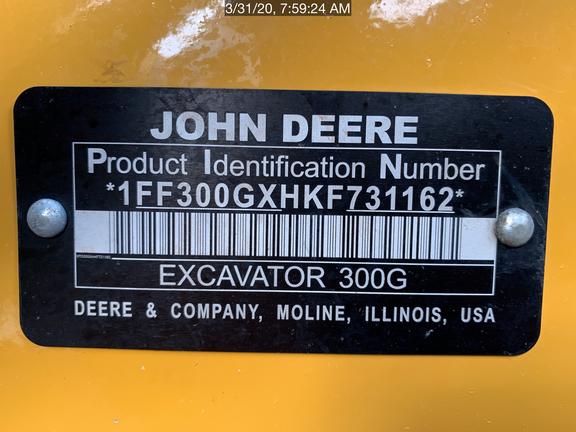 3/31/20, 7:59:24 AM
JOHN DEERE
Product Identification Number
*1FF300GXHKF731162*
EXCAVATOR 300G
DEERE & COMPANY, MOLINE, ILLINOIS, USA